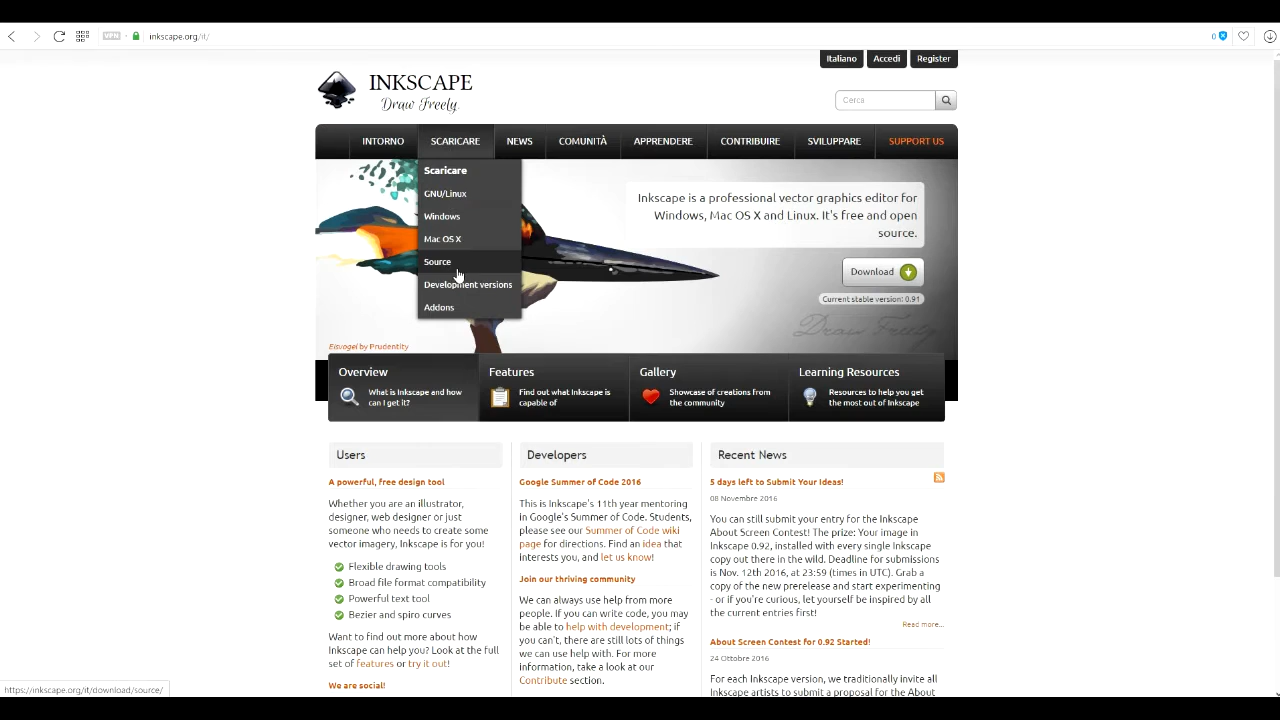 VPN
inkscape.org/it/
0
Italiano
Accedi
Register
INKSCAPE
Draw Freely.
Cerca
INTORNO
SCARICARE
NEWS
COMUNITÀ
APPRENDERE
CONTRIBUIRE
SVILUPPARE
SUPPORT US
Scaricare
GNU/Linux
Windows
Mac OS X
Source
Development versions
Addons
Inkscape is a professional vector graphics editor for
Windows, Mac OS X and Linux. It's free and open
source.
Download
Current stable version: 0.91
Draw Freely
Eisvogel by Prudentity
Overview
What is Inkscape and how
can I get it?
Features
Find out what Inkscape is
capable of
Gallery
Showcase of creations from
the community
Learning Resources
Resources to help you get
the most out of Inkscape
Users
A powerful, free design tool
Whether you are an illustrator,
designer, web designer or just
someone who needs to create some
vector imagery, Inkscape is for you!
Flexible drawing tools
Broad file format compatibility
Powerful text tool
Bezier and spiro curves
Want to find out more about how
Inkscape can help you? Look at the full
set of features or try it out!
We are social!
Developers
Google Summer of Code 2016
This is Inkscape's 11th year mentoring
in Google's Summer of Code. Students,
please see our Summer of Code wiki
page for directions. Find an idea that
interests you, and let us know!
Join our thriving community
We can always use help from more
people. If you can write code, you may
be able to help with development; if
you can't, there are still lots of things
we can use help with. For more
information, take a look at our
Contribute section.
Recent News
5 days left to Submit Your Ideas!
08 Novembre 2016
You can still submit your entry for the Inkscape
About Screen Contest! The prize: Your image in
Inkscape 0.92, installed with every single Inkscape
copy out there in the wild. Deadline for submissions
is Nov. 12th 2016, at 23:59 (times in UTC). Grab a
copy of the new prerelease and start experimenting
- or if you're curious, let yourself be inspired by all
the current entries first!
Read more...
About Screen Contest for 0.92 Started!
24 Ottobre 2016
For each Inkscape version, we traditionally invite all
Inkscape artists to submit a proposal for the About
https://inkscape.org/it/download/source/